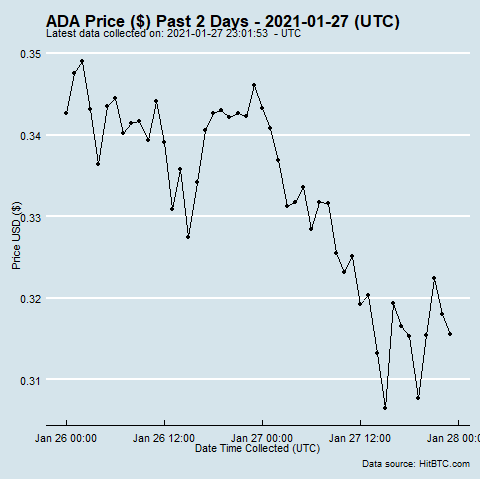 ADA Price ($) Past 2 Days - 2021-01-27 (UTC)
Latest data collected on: 2021-01-27 23:01:53 - UTC
0.35
0.34
0.33
0.32
0.31
Price USD ($)
Jan 26 00:00 Jan 26 12:00 Jan 27 00:00 Jan 27 12:00 Jan 28 0:00
Date Time Collected (UTC)
Data source: HitBTC.com